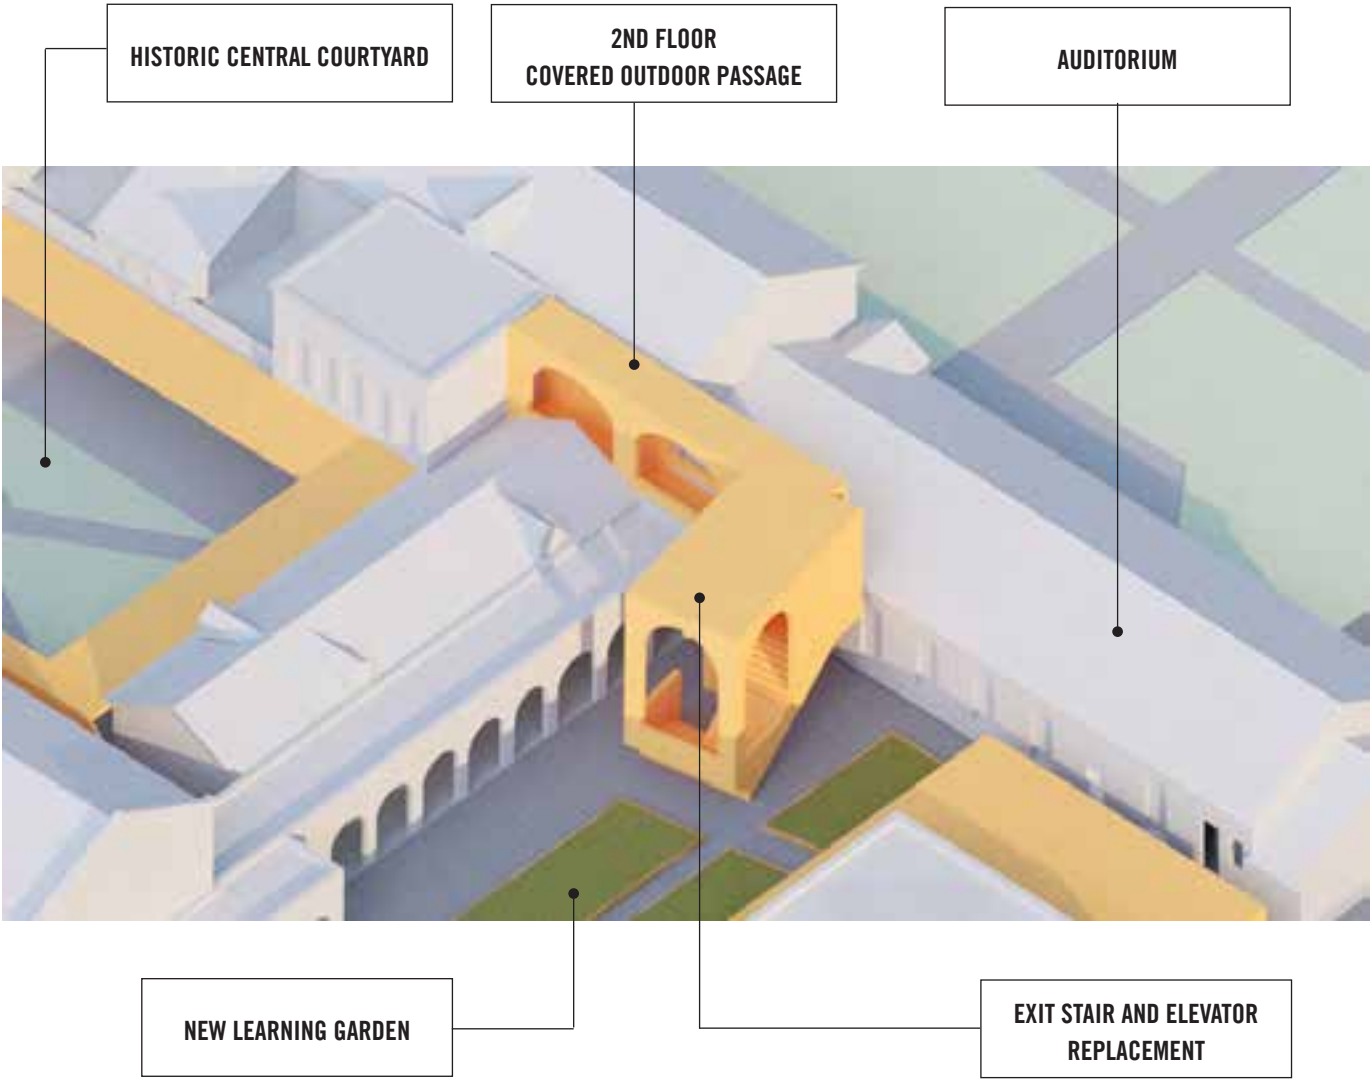 HISTORIC CENTRAL COURTYARD
2ND FLOOR
COVERED OUTDOOR PASSAGE
AUDITORIUM
NEW LEARNING GARDEN
EXIT STAIR AND ELEVATOR
REPLACEMENT